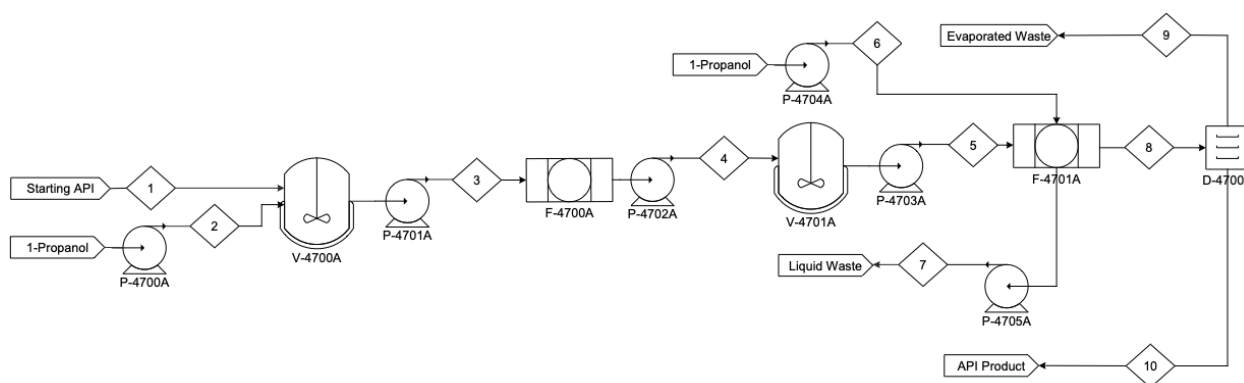 1-Propanol
P-4704A
6
Evaporated Waste
9
Starting API
1
1-Propanol
P-4700A
2
V-4700A
P-4701A
3
F-4700A
P-4702A
4
V-4701A
P-4703A
5
F-4701A
8
D-4700
Liquid Waste
7
P-4705A
API Product
10